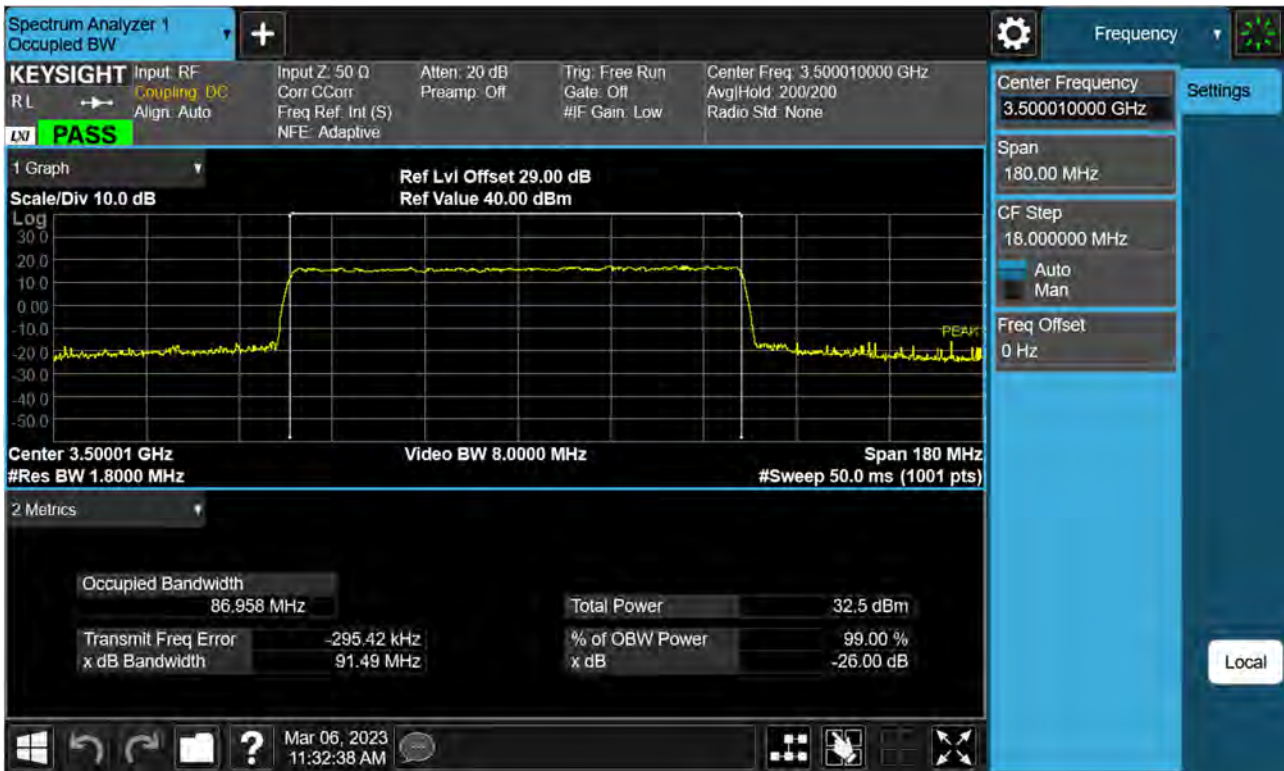 Spectrum Analyzer 1
Occupied BW
+
Frequency
KEYSIGHT
RL
LXI
PASS
Input: RF
Coupling: DC
Align: Auto
Input Z: 50 Ω
Corr CCorr
Freq Ref: Int (S)
NFE: Adaptive
Atten: 20 dB
Preamp: Off
Trig: Free Run
Gate: Off
#IF Gain: Low
Center Freq: 3.500010000 GHz
Avg|Hold: 200/200
Radio Std: None
Center Frequency
3.500010000 GHz
Settings
Span
180.00 MHz
CF Step
18.000000 MHz
Auto
Man
Freq Offset
0 Hz
Local
1 Graph
Scale/Div 10.0 dB
Ref Lvl Offset 29.00 dB
Ref Value 40.00 dBm
Log
30.0
20.0
10.0
0.00
-10.0
-20.0
-30.0
-40.0
-50.0
PEAK
Center 3.50001 GHz
#Res BW 1.8000 MHz
Video BW 8.0000 MHz
Span 180 MHz
#Sweep 50.0 ms (1001 pts)
2 Metrics
Occupied Bandwidth
86.958 MHz
Transmit Freq Error -295.42 kHz
x dB Bandwidth 91.49 MHz
Total Power 32.5 dBm
% of OBW Power 99.00 %
x dB -26.00 dB
?
Mar 06, 2023
11:32:38 AM